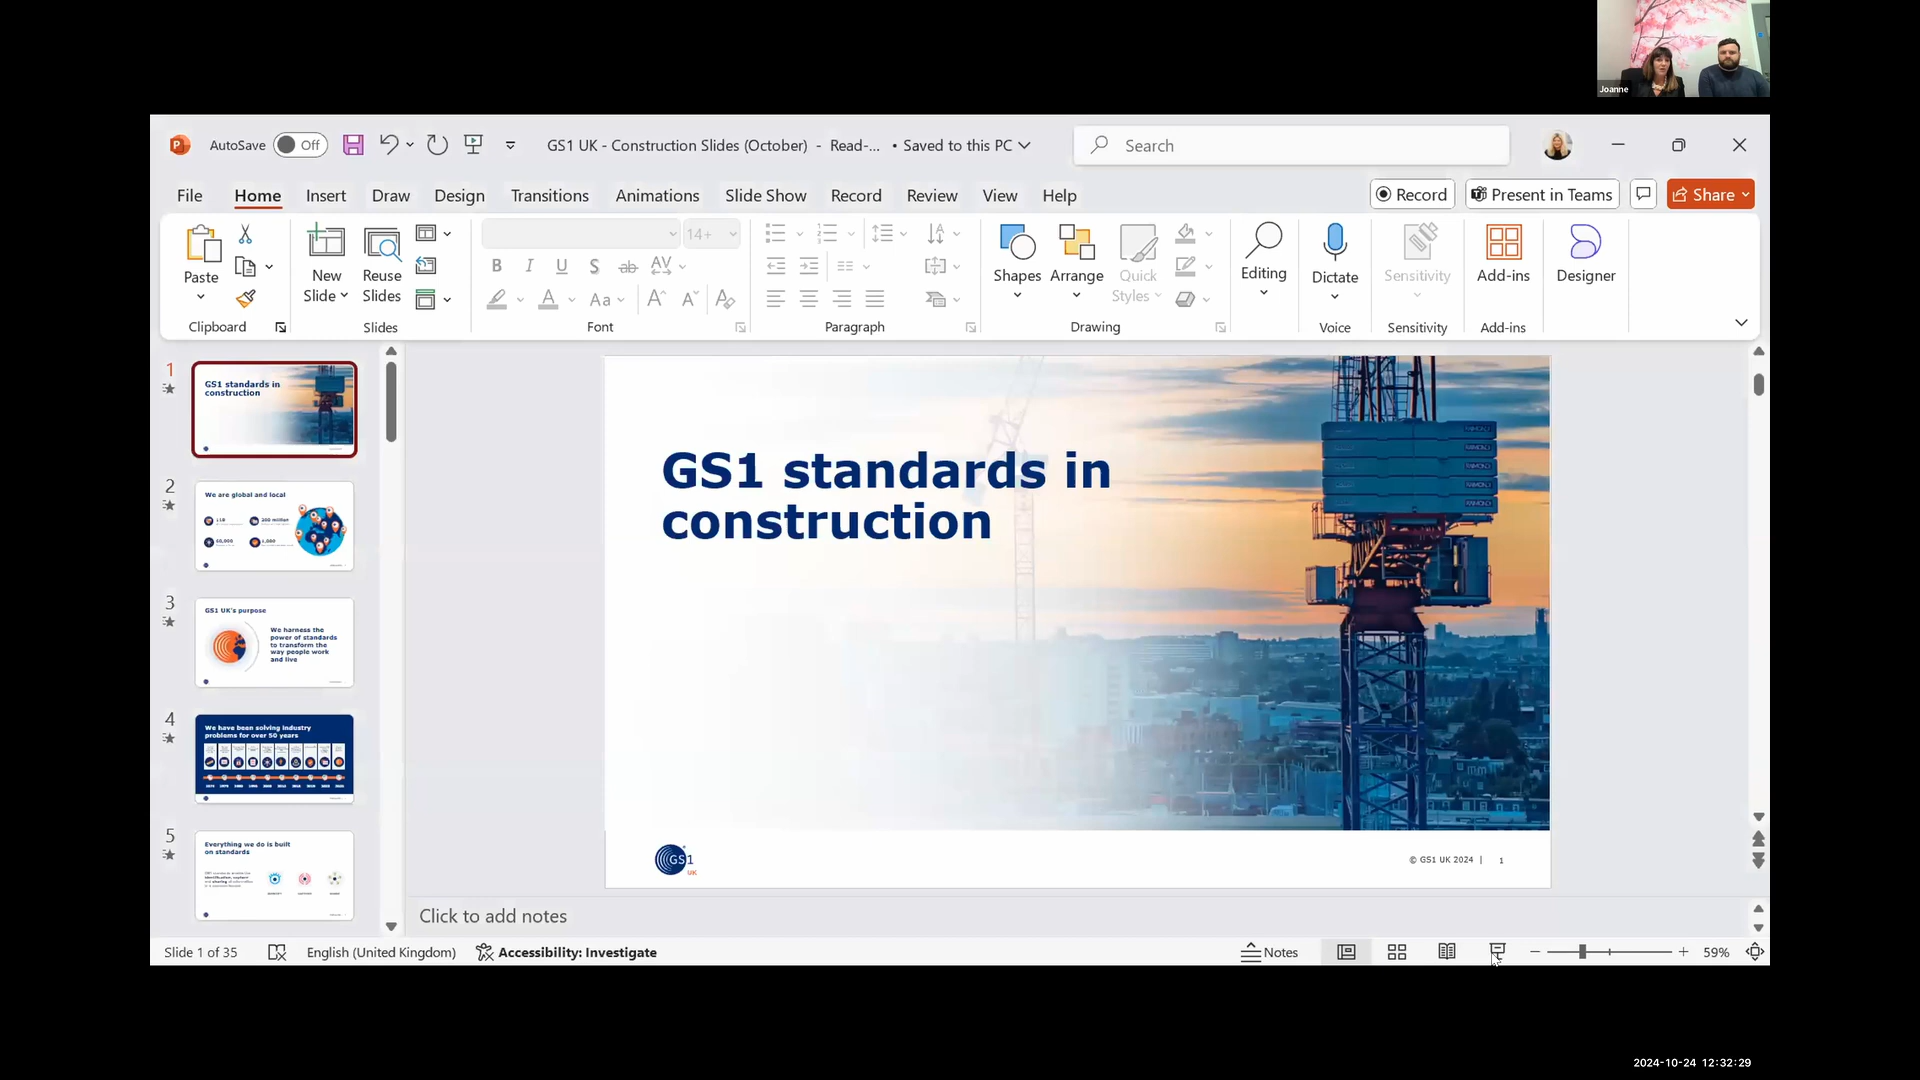 Joanne
AutoSave Off GS1 UK - Construction Slides (October) - Read-... • Saved to this PC Search
File Home Insert Draw Design Transitions Animations Slide Show Record Review View Help Record Present in Teams Share
14+
Paste New Slide Reuse Slides B I U S ab AV Aa A A Shapes Arrange Quick Styles Editing Dictate Sensitivity Add-ins Designer
Clipboard Slides Font Paragraph Drawing Voice Sensitivity Add-ins
1
GS1 standards in
construction
2
We are global and local
3
GS1 UK's purpose
We harness the
power of standards
to transform the
way people work
and live
4
We have been solving industry
problems for over 50 years
5
Everything we do is built
on standards
GS1 standards in
construction
GS1
UK
© GS1 UK 2024 | 1
Click to add notes
Slide 1 of 35 English (United Kingdom) Accessibility: Investigate Notes 59%
2024-10-24 12:32:29